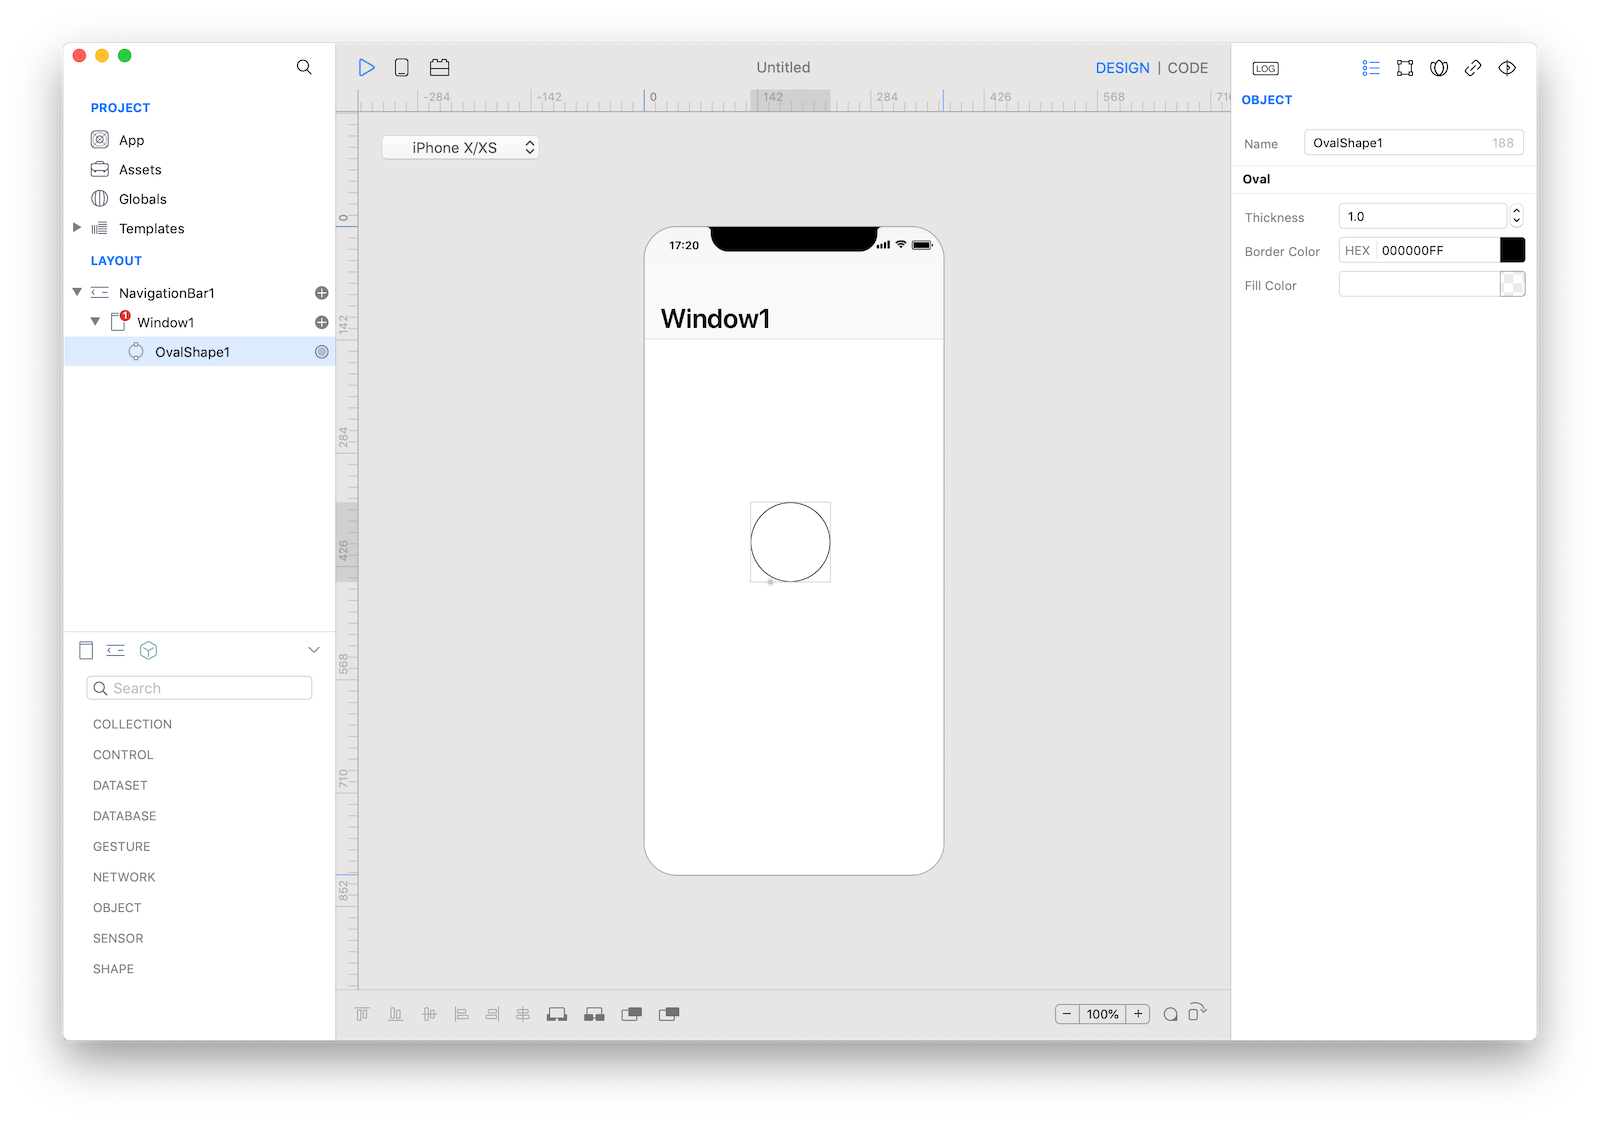 Untitled
DESIGN | CODE
LOG
PROJECT
App
Assets
Globals
Templates
LAYOUT
NavigationBar1
Window1
1
OvalShape1
Search
COLLECTION
CONTROL
DATASET
DATABASE
GESTURE
NETWORK
OBJECT
SENSOR
SHAPE
-284 -142 0 142 284 426 568 710
iPhone X/XS
0
142
284
426
568
710
852
17:20
Window1
100%
OBJECT
Name OvalShape1 188
Oval
Thickness 1.0
Border Color HEX 000000FF
Fill Color